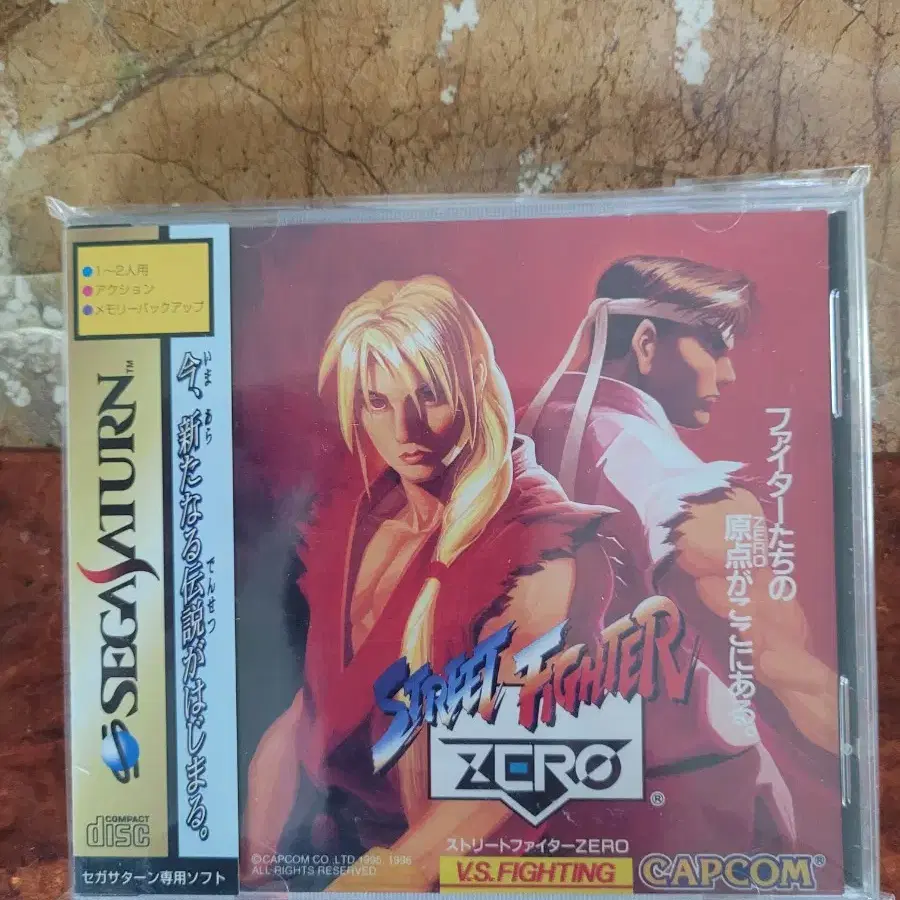 1～2人用
アクション
メモリーバックアップ
SEGA SATURN™
今、新たなる伝説がはじまる。
いま
あら
でんせつ
COMPACT
disc
セガサターン専用ソフト
ファイターたちの
原点がここにある。
ZERO
STREET FIGHTER
ZERO
®
ストリートファイターZERO
©CAPCOM CO., LTD. 1995, 1996
ALL RIGHTS RESERVED
V.S. FIGHTING
CAPCOM®